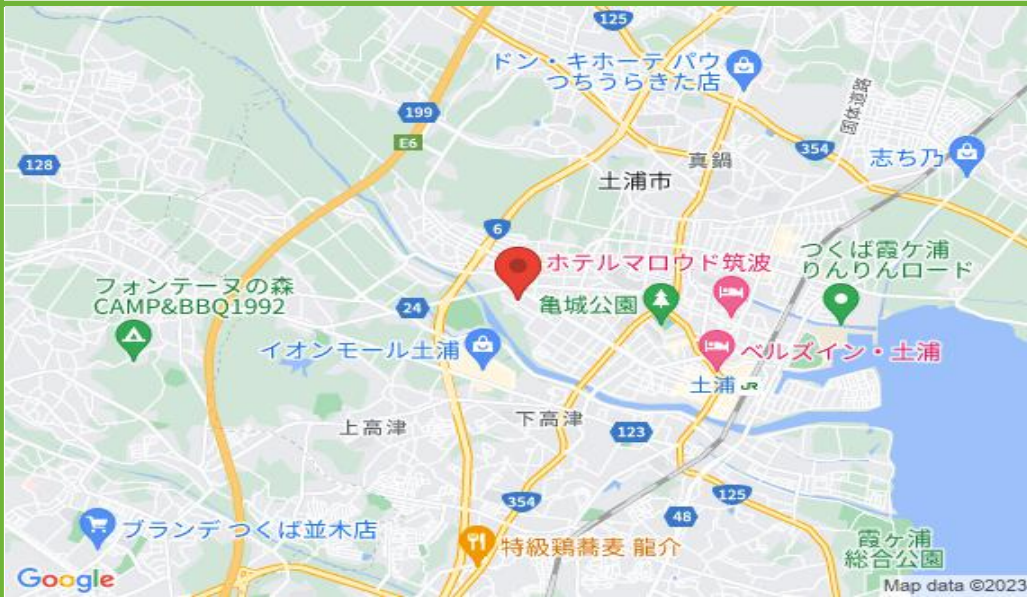 125
ドン・キホーテ パウ
つちうらきた店
国体道路
199
E6
128
真鍋
354
志ち乃
土浦市
6
つくば霞ケ浦
りんりんロード
ホテルマロウド筑波
フォンテーヌの森
CAMP&BBQ1992
24
亀城公園
イオンモール土浦
ベルズイン・土浦
土浦 JR
上高津
下高津
123
354
125
48
ブランデ つくば並木店
特級鶏蕎麦 龍介
霞ヶ浦
総合公園
Google
Map data ©2023